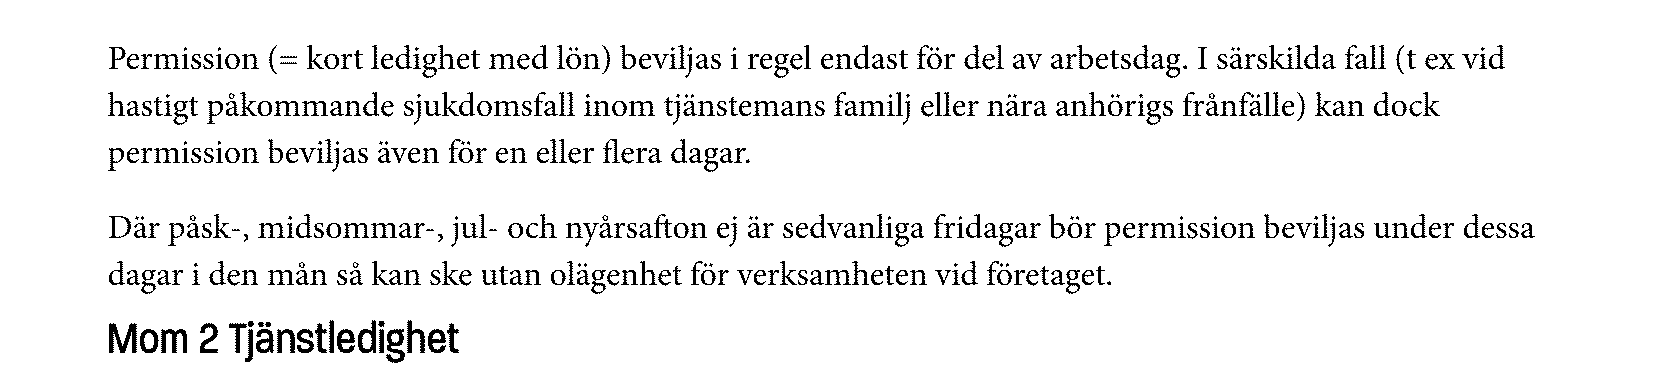 Permission (= kort ledighet med lön) beviljas i regel endast för del av arbetsdag. I särskilda fall (t ex vid
hastigt påkommande sjukdomsfall inom tjänstemans familj eller nära anhörigs frånfälle) kan dock
permission beviljas även för en eller flera dagar.
Där påsk-, midsommar-, jul- och nyårsafton ej är sedvanliga fridagar bör permission beviljas under dessa
dagar i den mån så kan ske utan olägenhet för verksamheten vid företaget.
Mom 2 Tjänstledighet